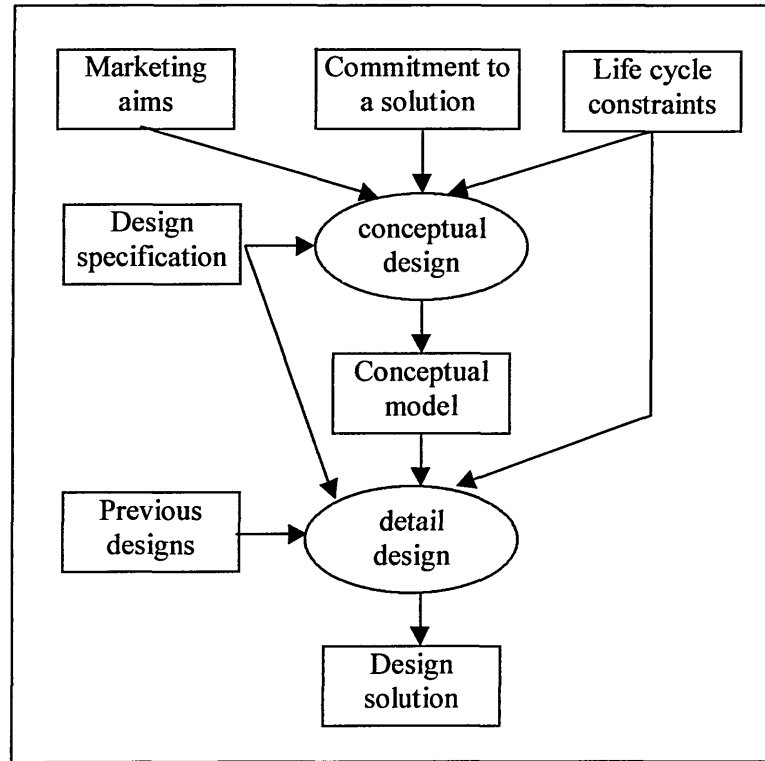 Marketing
aims
Commitment to
a solution
Life cycle
constraints
Design
specification
conceptual
design
Conceptual
model
Previous
designs
detail
design
Design
solution